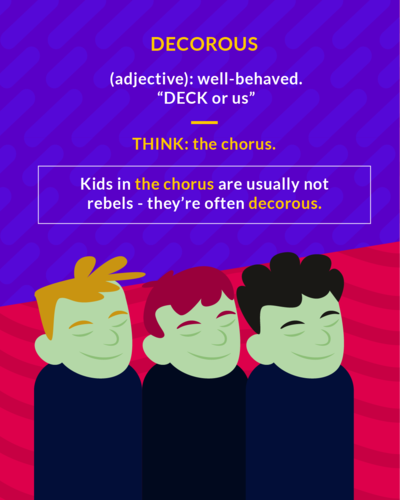 DECOROUS
(adjective): well-behaved.
“DECK or us”
THINK: the chorus.
Kids in the chorus are usually not
rebels - they’re often decorous.